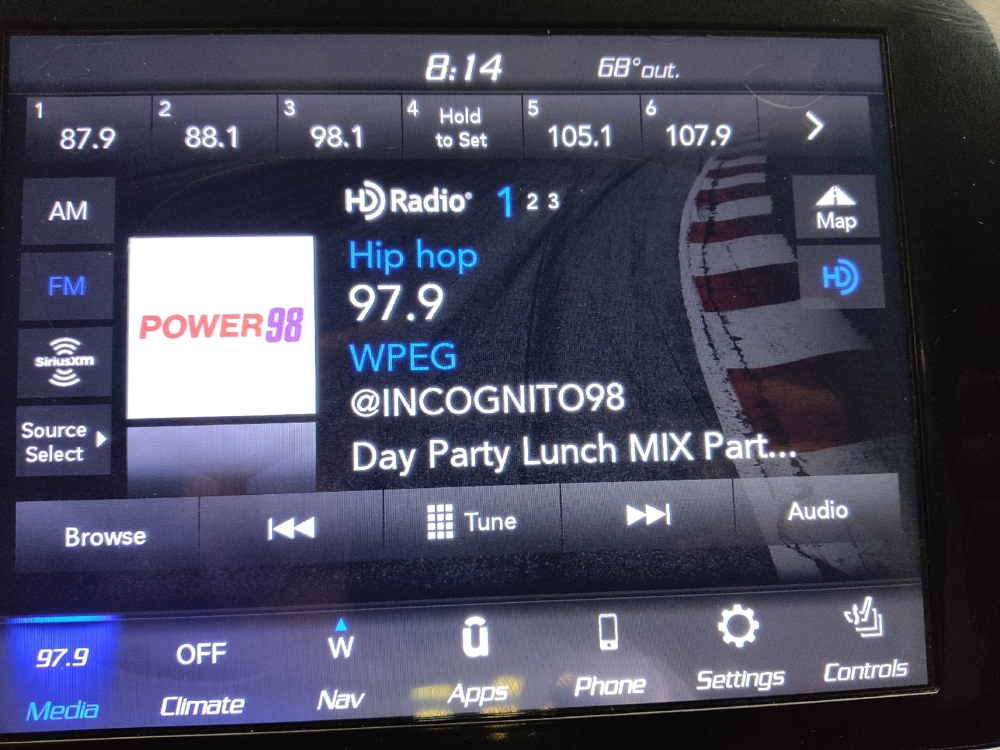 8:14 68° out.
1 87.9 2 88.1 3 98.1 4 Hold to Set 5 105.1 6 107.9
HD Radio® 1 2 3
AM
Map
Hip hop
FM
HD
97.9
POWER98
SiriusXM
WPEG
@INCOGNITO98
Source Select
Day Party Lunch MIX Part...
Browse Tune Audio
97.9 OFF W ū
Media Climate Nav Apps Phone Settings Controls